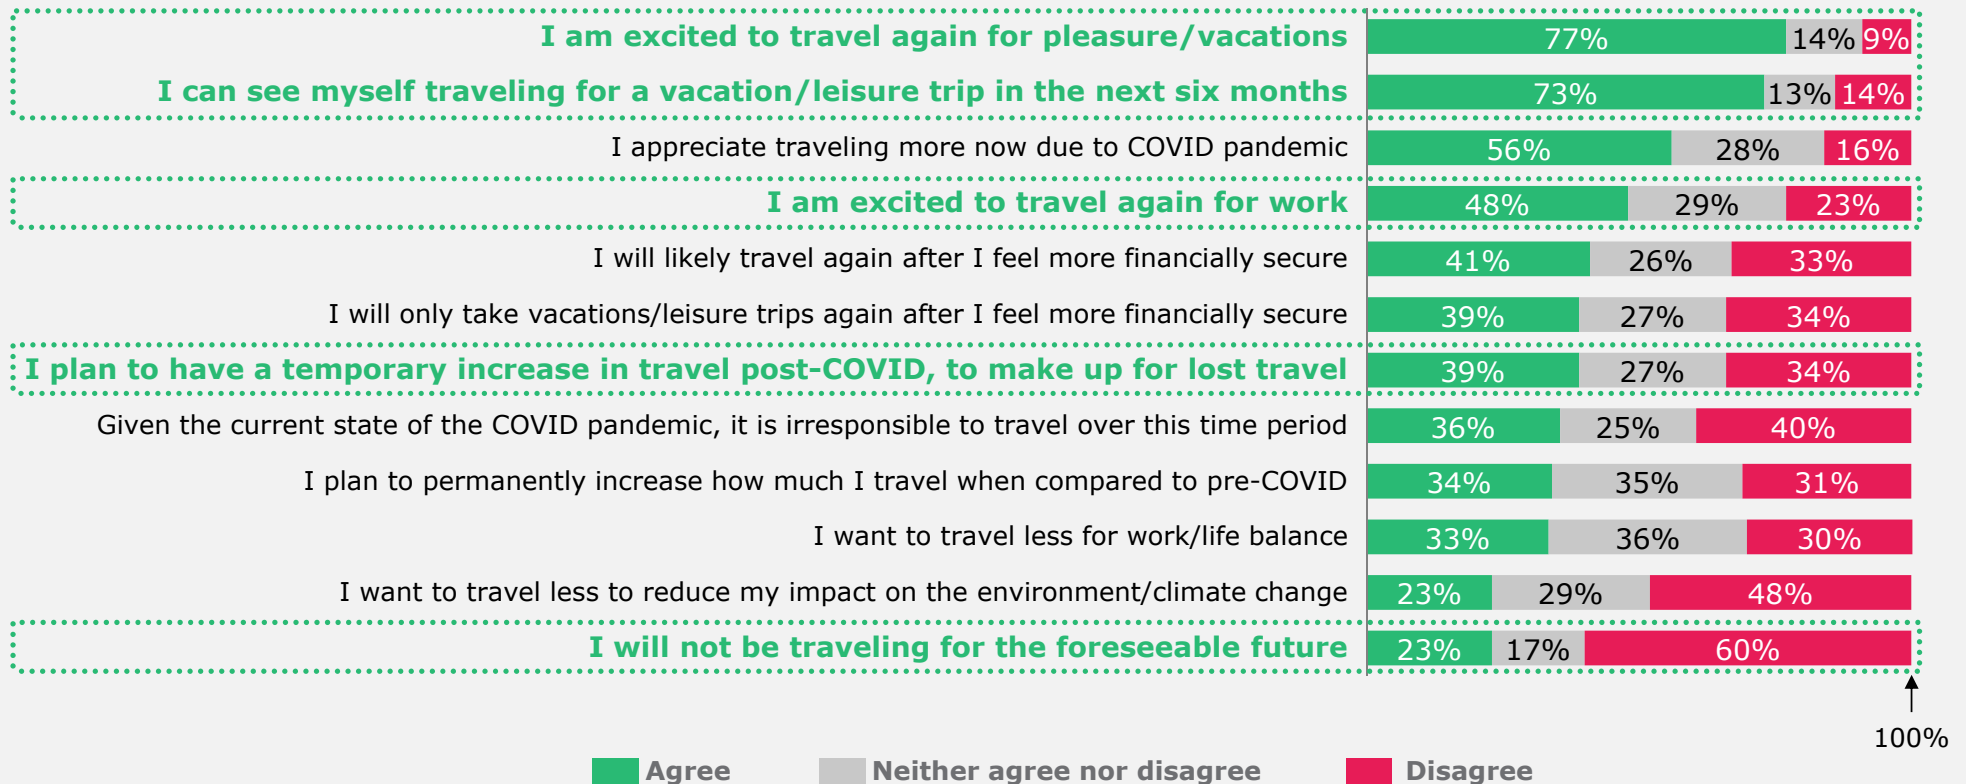 I am excited to travel again for pleasure/vacations 77% 14% 9%
I can see myself traveling for a vacation/leisure trip in the next six months 73% 13% 14%
I appreciate traveling more now due to COVID pandemic 56% 28% 16%
I am excited to travel again for work 48% 29% 23%
I will likely travel again after I feel more financially secure 41% 26% 33%
I will only take vacations/leisure trips again after I feel more financially secure 39% 27% 34%
I plan to have a temporary increase in travel post-COVID, to make up for lost travel 39% 27% 34%
Given the current state of the COVID pandemic, it is irresponsible to travel over this time period 36% 25% 40%
I plan to permanently increase how much I travel when compared to pre-COVID 34% 35% 31%
I want to travel less for work/life balance 33% 36% 30%
I want to travel less to reduce my impact on the environment/climate change 23% 29% 48%
I will not be traveling for the foreseeable future 23% 17% 60%
100%
Agree Neither agree nor disagree Disagree